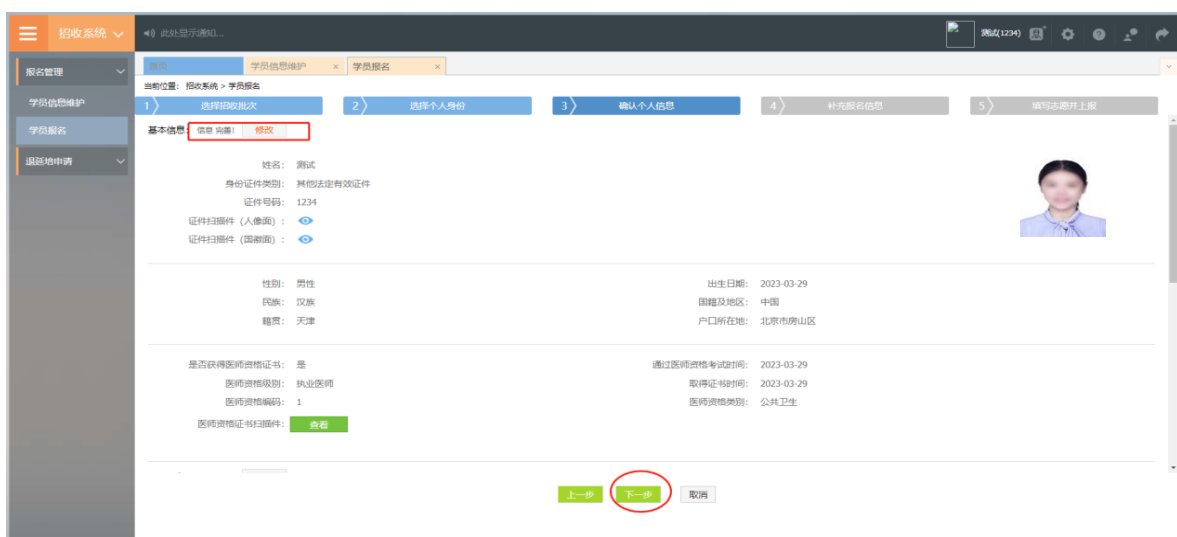 招收系统
此处显示通知...
测试(1234)
报名管理
学员信息维护
学员报名
退延地申请
首页
学员信息维护 ×
学员报名 ×
当前位置： 招收系统 > 学员报名
1 选择招收批次
2 选择个人身份
3 确认个人信息
4 补充报名信息
5 填写志愿并上报
基本信息: 信息 完善! 修改
姓名： 测试
身份证件类别： 其他法定有效证件
证件号码： 1234
证件扫描件（人像面）：
证件扫描件（国徽面）：
性别： 男性
出生日期： 2023-03-29
民族： 汉族
国籍及地区： 中国
籍贯： 天津
户口所在地： 北京市房山区
是否获得医师资格证书： 是
通过医师资格考试时间： 2023-03-29
医师资格级别： 执业医师
取得证书时间： 2023-03-29
医师资格编码： 1
医师资格类别： 公共卫生
医师资格证书扫描件： 查看
上一步
下一步
取消